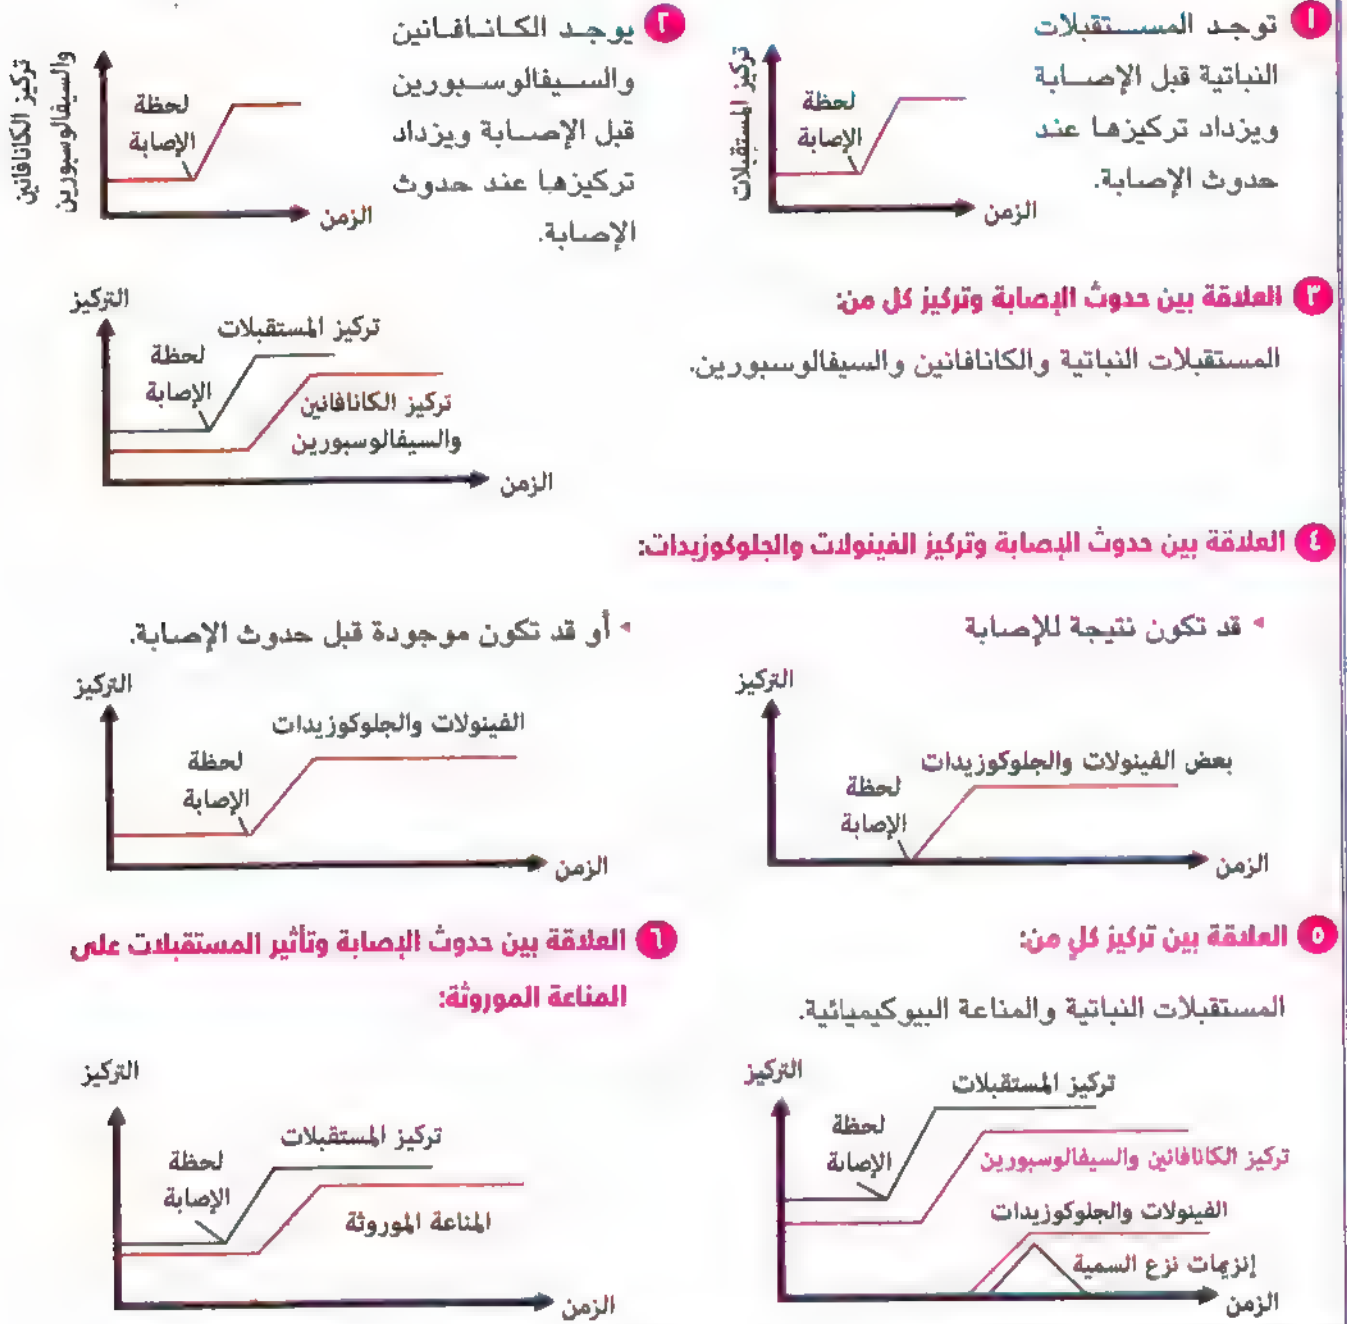 ١ توجد المستقبلات
النباتية قبل الإصابة
ويزداد تركيزها عند
حدوث الإصابة.
تركيز المستقبلات
لحظة
الإصابة
الزمن
٢ يوجد الكانافانين
والسيفالوسبورين
قبل الإصابة ويزداد
تركيزها عند حدوث
الإصابة.
تركيز الكانافانين
والسيفالوسبورين
لحظة
الإصابة
الزمن
٣ العلاقة بين حدوث الإصابة وتركيز كل من:
المستقبلات النباتية والكانافانين والسيفالوسبورين.
التركيز
تركيز المستقبلات
لحظة
الإصابة
تركيز الكانافانين
والسيفالوسبورين
الزمن
٤ العلاقة بين حدوث الإصابة وتركيز الفينولات والجلوكوزيدات:
قد تكون نتيجة للإصابة
التركيز
بعض الفينولات والجلوكوزيدات
لحظة
الإصابة
الزمن
أو قد تكون موجودة قبل حدوث الإصابة.
التركيز
الفينولات والجلوكوزيدات
لحظة
الإصابة
الزمن
٥ العلاقة بين تركيز كلٍ من:
المستقبلات النباتية والمناعة البيوكيميائية.
التركيز
تركيز المستقبلات
لحظة
الإصابة
تركيز الكانافانين والسيفالوسبورين
الفينولات والجلوكوزيدات
إنزيمات نزع السمية
الزمن
٦ العلاقة بين حدوث الإصابة وتأثير المستقبلات على
المناعة الموروثة:
التركيز
تركيز المستقبلات
لحظة
الإصابة
المناعة الموروثة
الزمن